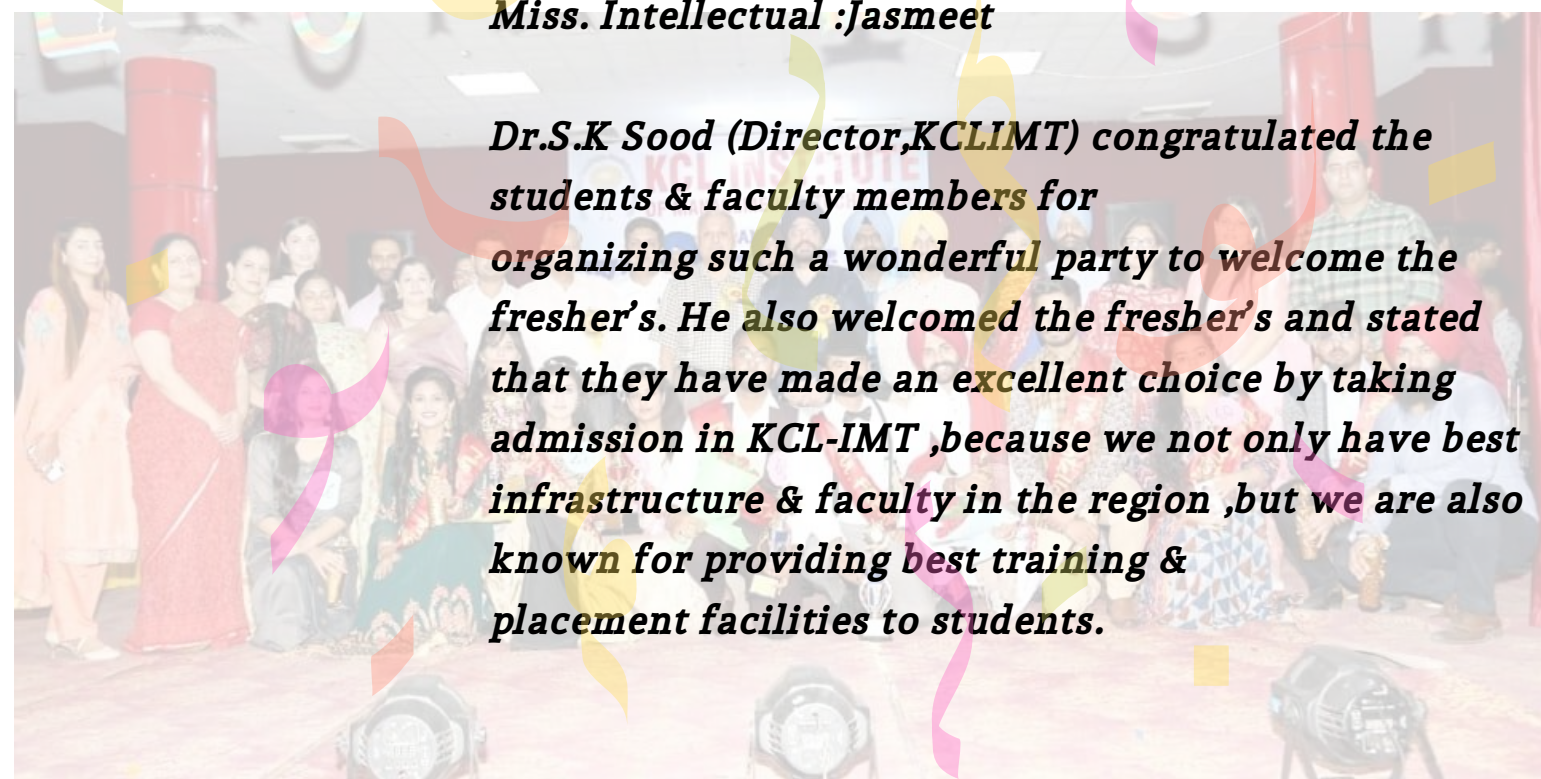 Miss. Intellectual :Jasmeet
Dr.S.K Sood (Director,KCLIMT) congratulated the
students & faculty members for
organizing such a wonderful party to welcome the
fresher's. He also welcomed the fresher's and stated
that they have made an excellent choice by taking
admission in KCL-IMT ,because we not only have best
infrastructure & faculty in the region ,but we are also
known for providing best training &
placement facilities to students.
KCL INSTITUTE